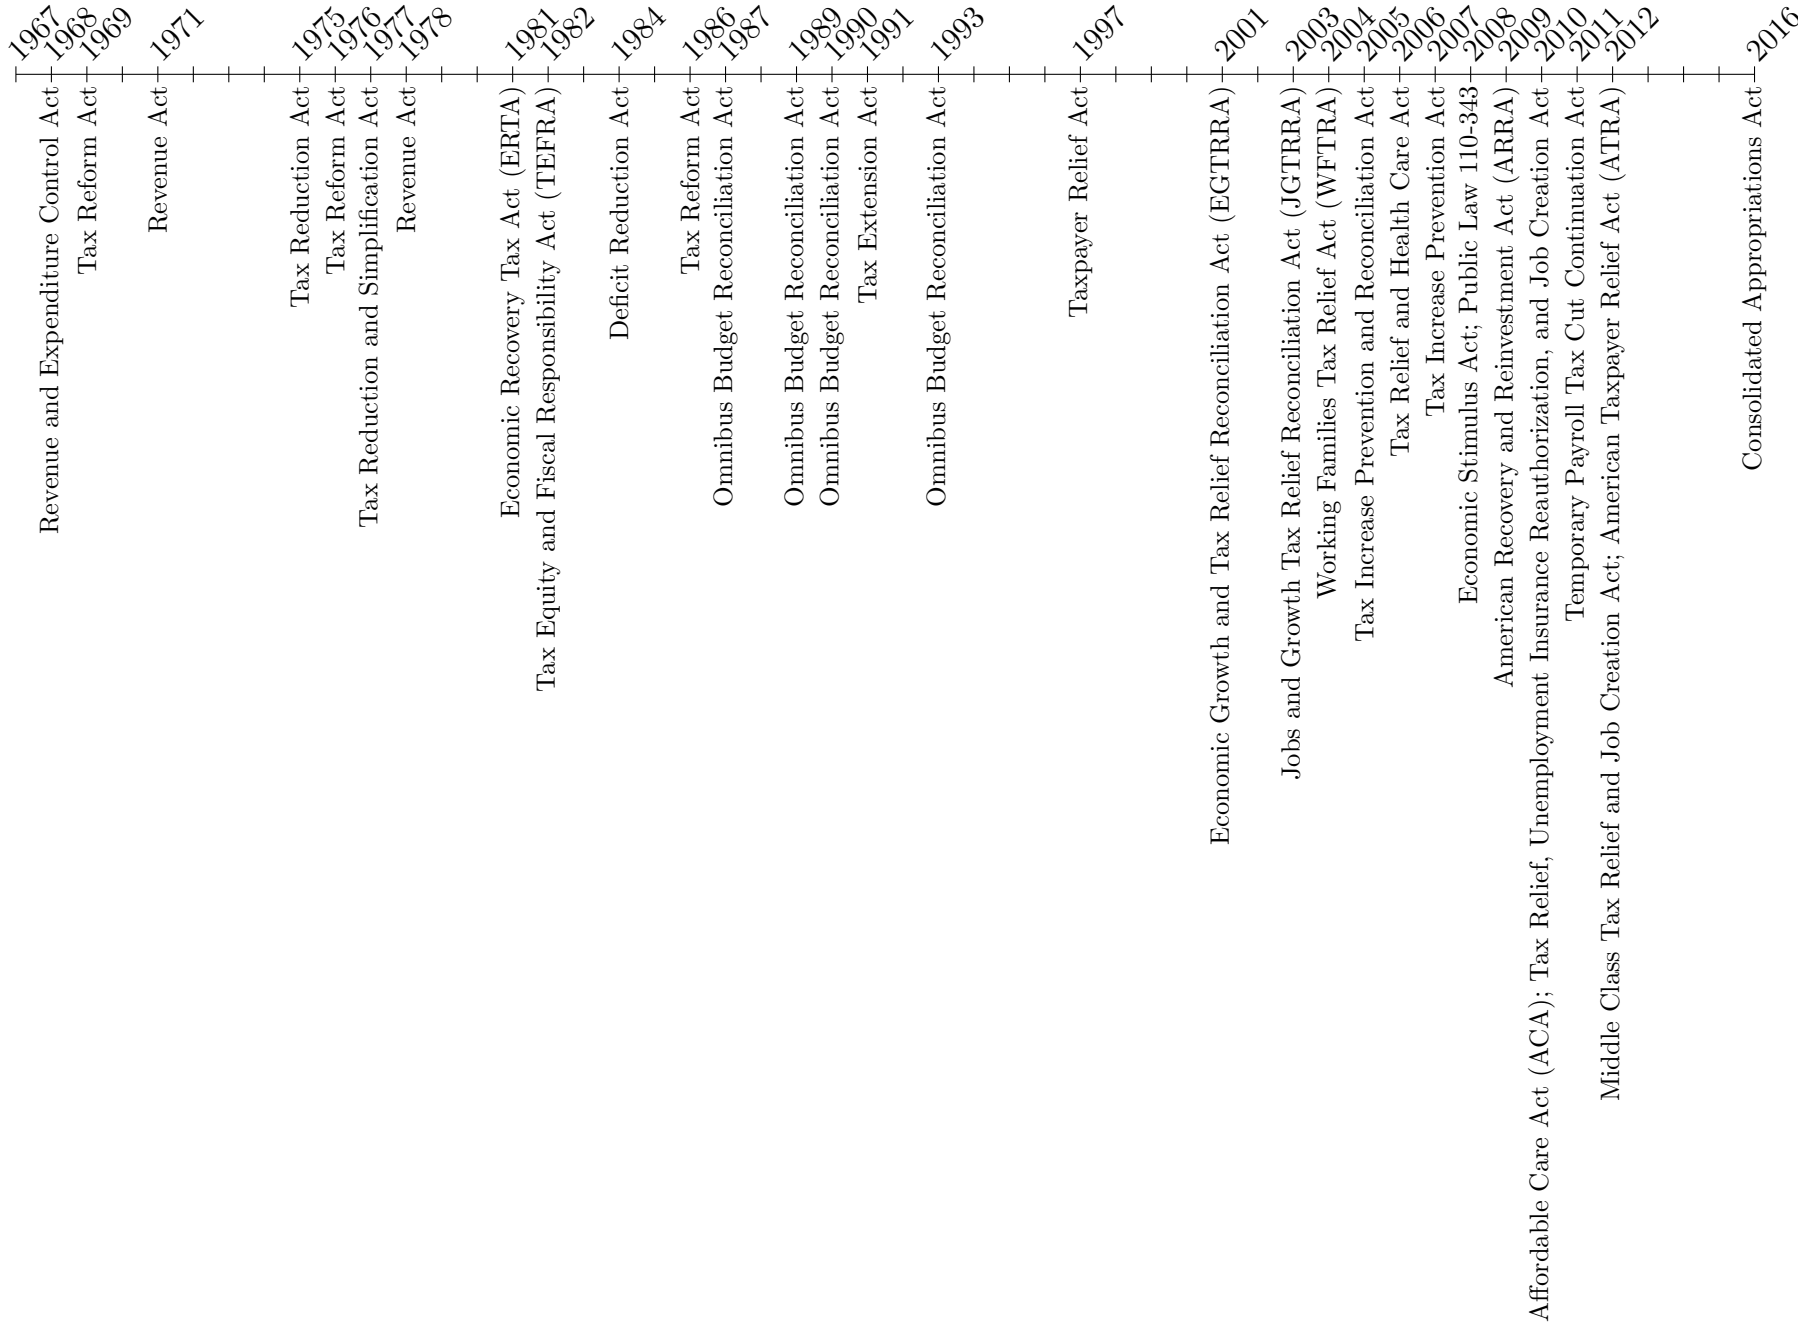 1967
1968
1969
1971
1975
1976
1977
1978
1981
1982
1984
1986
1987
1989
1990
1991
1993
1997
2001
2003
2004
2005
2006
2007
2008
2009
2010
2011
2012
2016
Revenue and Expenditure Control Act
Tax Reform Act
Revenue Act
Tax Reduction Act
Tax Reform Act
Tax Reduction and Simplification Act
Revenue Act
Economic Recovery Tax Act (ERTA)
Tax Equity and Fiscal Responsibility Act (TEFRA)
Deficit Reduction Act
Tax Reform Act
Omnibus Budget Reconciliation Act
Omnibus Budget Reconciliation Act
Omnibus Budget Reconciliation Act
Tax Extension Act
Omnibus Budget Reconciliation Act
Taxpayer Relief Act
Economic Growth and Tax Relief Reconciliation Act (EGTRRA)
Jobs and Growth Tax Relief Reconciliation Act (JGTRRA)
Working Families Tax Relief Act (WFTRA)
Tax Increase Prevention and Reconciliation Act
Tax Relief and Health Care Act
Tax Increase Prevention Act
Economic Stimulus Act; Public Law 110-343
American Recovery and Reinvestment Act (ARRA)
Affordable Care Act (ACA); Tax Relief, Unemployment Insurance Reauthorization, and Job Creation Act
Temporary Payroll Tax Cut Continuation Act
Middle Class Tax Relief and Job Creation Act; American Taxpayer Relief Act (ATRA)
Consolidated Appropriations Act